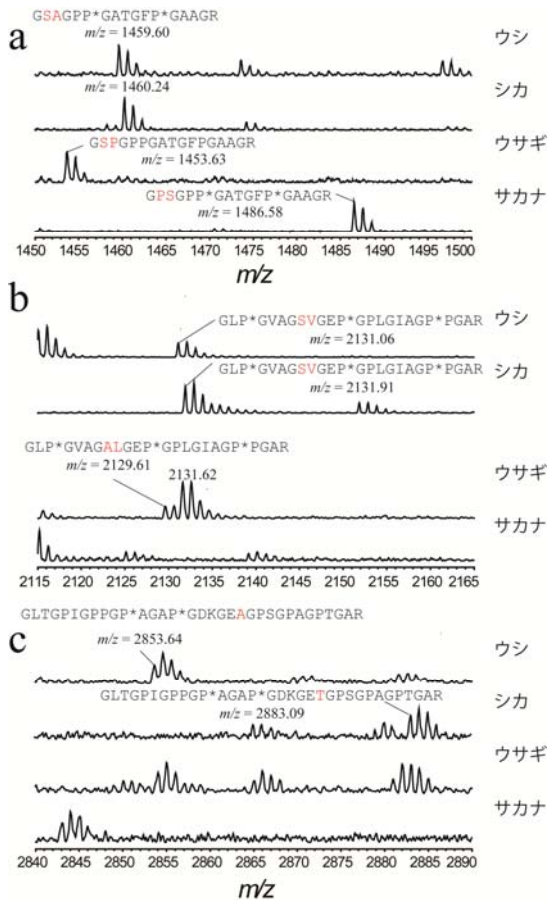 a
GSAGPP*GATGFP*GAAGR
m/z = 1459.60
ウシ
m/z = 1460.24
シカ
GSPGPPGATGFPGAAGR
m/z = 1453.63
ウサギ
GPSGPP*GATGFP*GAAGR
m/z = 1486.58
サカナ
1450 1455 1460 1465 1470 1475 1480 1485 1490 1495 1500
m/z
b
GLP*GVAGSVGEP*GPLGIAGP*PGAR
m/z = 2131.06
ウシ
GLP*GVAGSVGEP*GPLGIAGP*PGAR
m/z = 2131.91
シカ
GLP*GVAGALGEP*GPLGIAGP*PGAR
m/z = 2129.61
2131.62
ウサギ
サカナ
2115 2120 2125 2130 2135 2140 2145 2150 2155 2160 2165
GLTGPIGPPGP*AGAP*GDKGEAGPSGPAGPTGAR
c
m/z = 2853.64
ウシ
GLTGPIGPPGP*AGAP*GDKGETGPSGPAGPTGAR
m/z = 2883.09
シカ
ウサギ
サカナ
2840 2845 2850 2855 2860 2865 2870 2875 2880 2885 2890
m/z